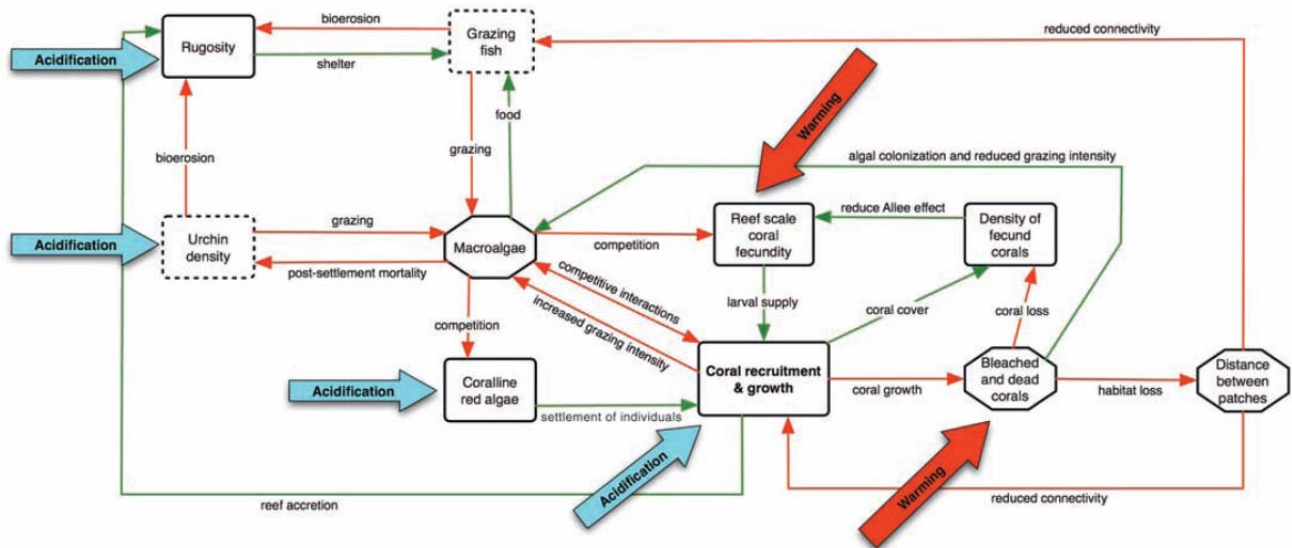 bioerosion
Grazing
fish
reduced connectivity
Rugosity
Acidification
shelter
Warming
food
bioerosion
grazing
algal colonization and reduced grazing intensity
Acidification
Urchin
density
grazing
Macroalgae
competition
Reef scale
coral
fecundity
reduce Allee effect
Density of
fecund
corals
post-settlement mortality
competitive interactions
increased grazing intensity
larval supply
coral cover
coral loss
competition
Acidification
Coralline
red algae
settlement of individuals
Coral recruitment
& growth
coral growth
Bleached
and dead
corals
habitat loss
Distance
between
patches
Acidification
Warming
reef accretion
reduced connectivity